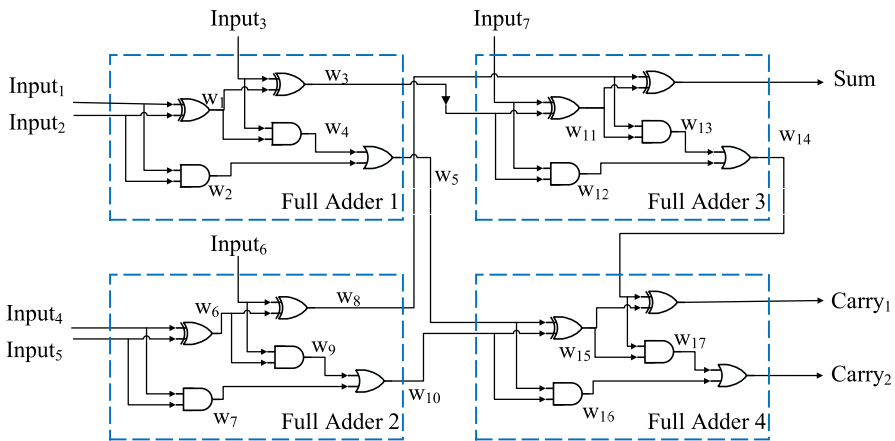 Input₃
Input₇
Input₁
Input₂
W₁
W₃
W₄
W₂
W₅
Full Adder 1
W₁₁
W₁₃
W₁₂
W₁₄
Full Adder 3
Sum
Input₆
Input₄
Input₅
W₆
W₈
W₉
W₇
W₁₀
Full Adder 2
W₁₅
W₁₇
W₁₆
Full Adder 4
Carry₁
Carry₂